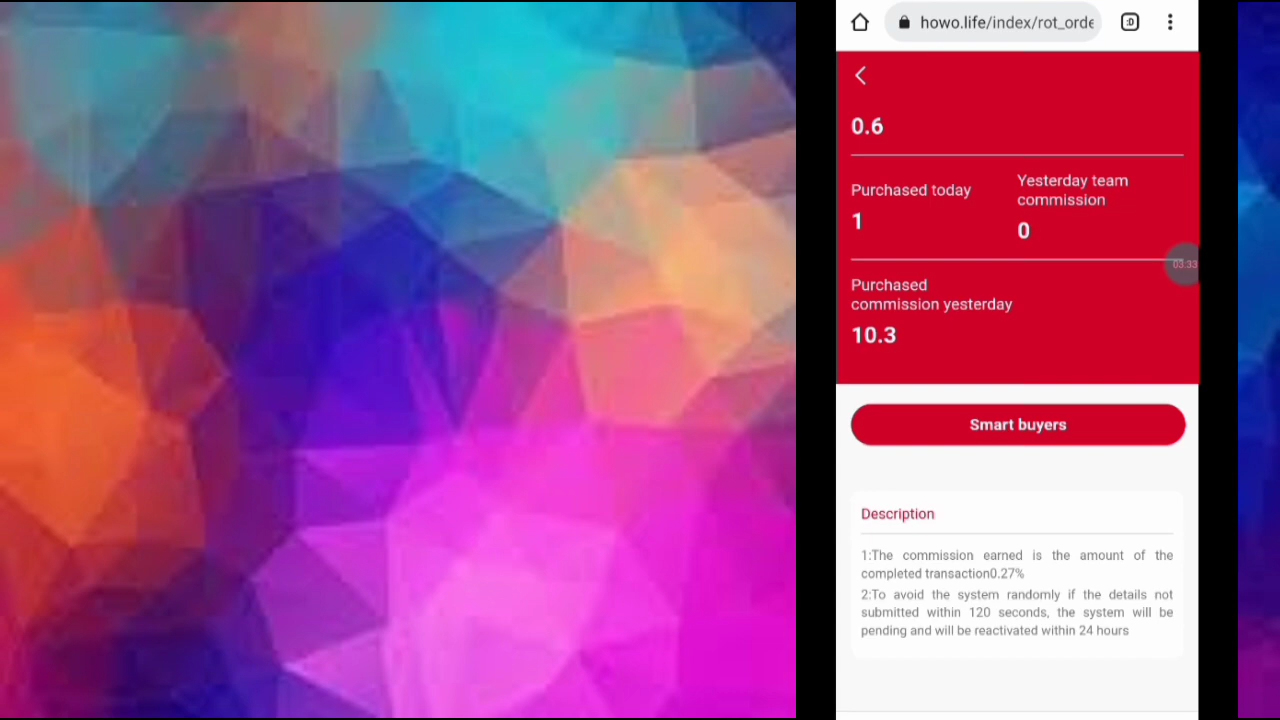 howo.life/index/rot_orde
:D
0.6
Purchased today
1
Yesterday team
commission
0
03:33
Purchased
commission yesterday
10.3
Smart buyers
Description
1:The commission earned is the amount of the
completed transaction0.27%
2:To avoid the system randomly if the details not
submitted within 120 seconds, the system will be
pending and will be reactivated within 24 hours